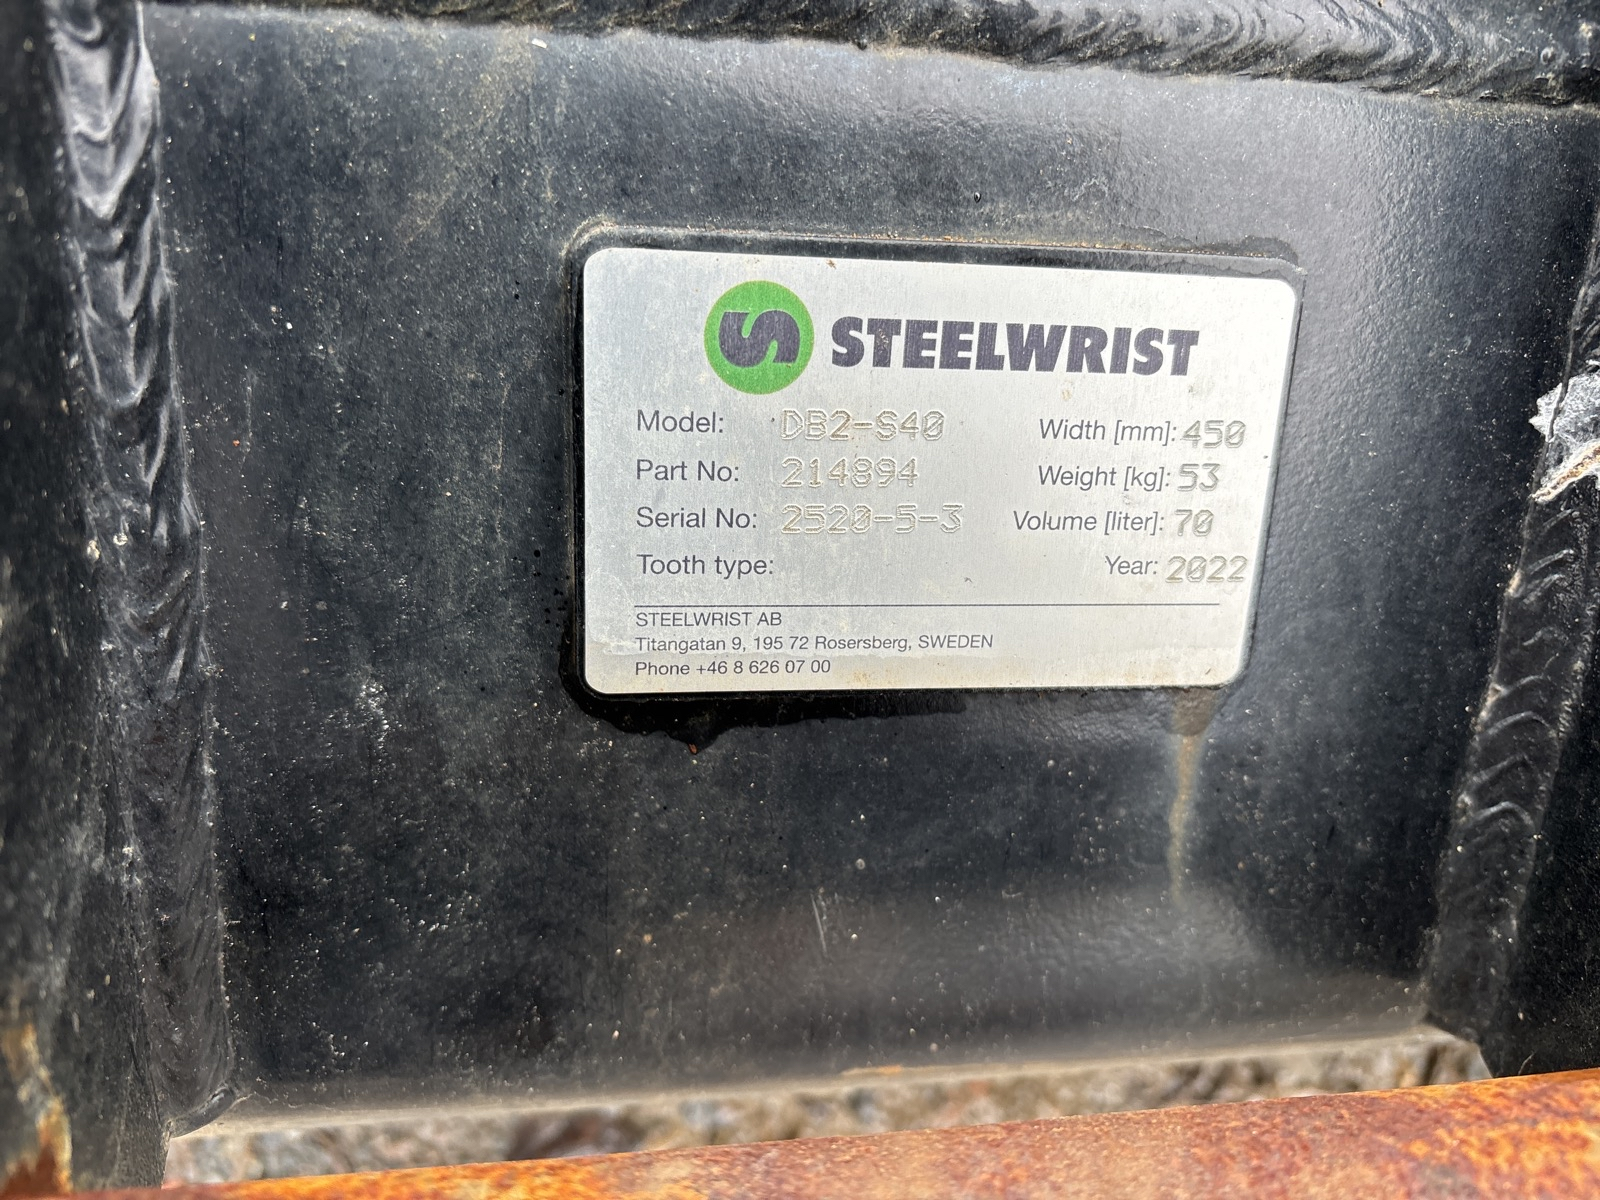 STEELWRIST
Model: DB2-S40 Width [mm]: 450
Part No: 214894 Weight [kg]: 53
Serial No: 2520-5-3 Volume [liter]: 70
Tooth type: Year: 2022
STEELWRIST AB
Titangatan 9, 195 72 Rosersberg, SWEDEN
Phone +46 8 626 07 00